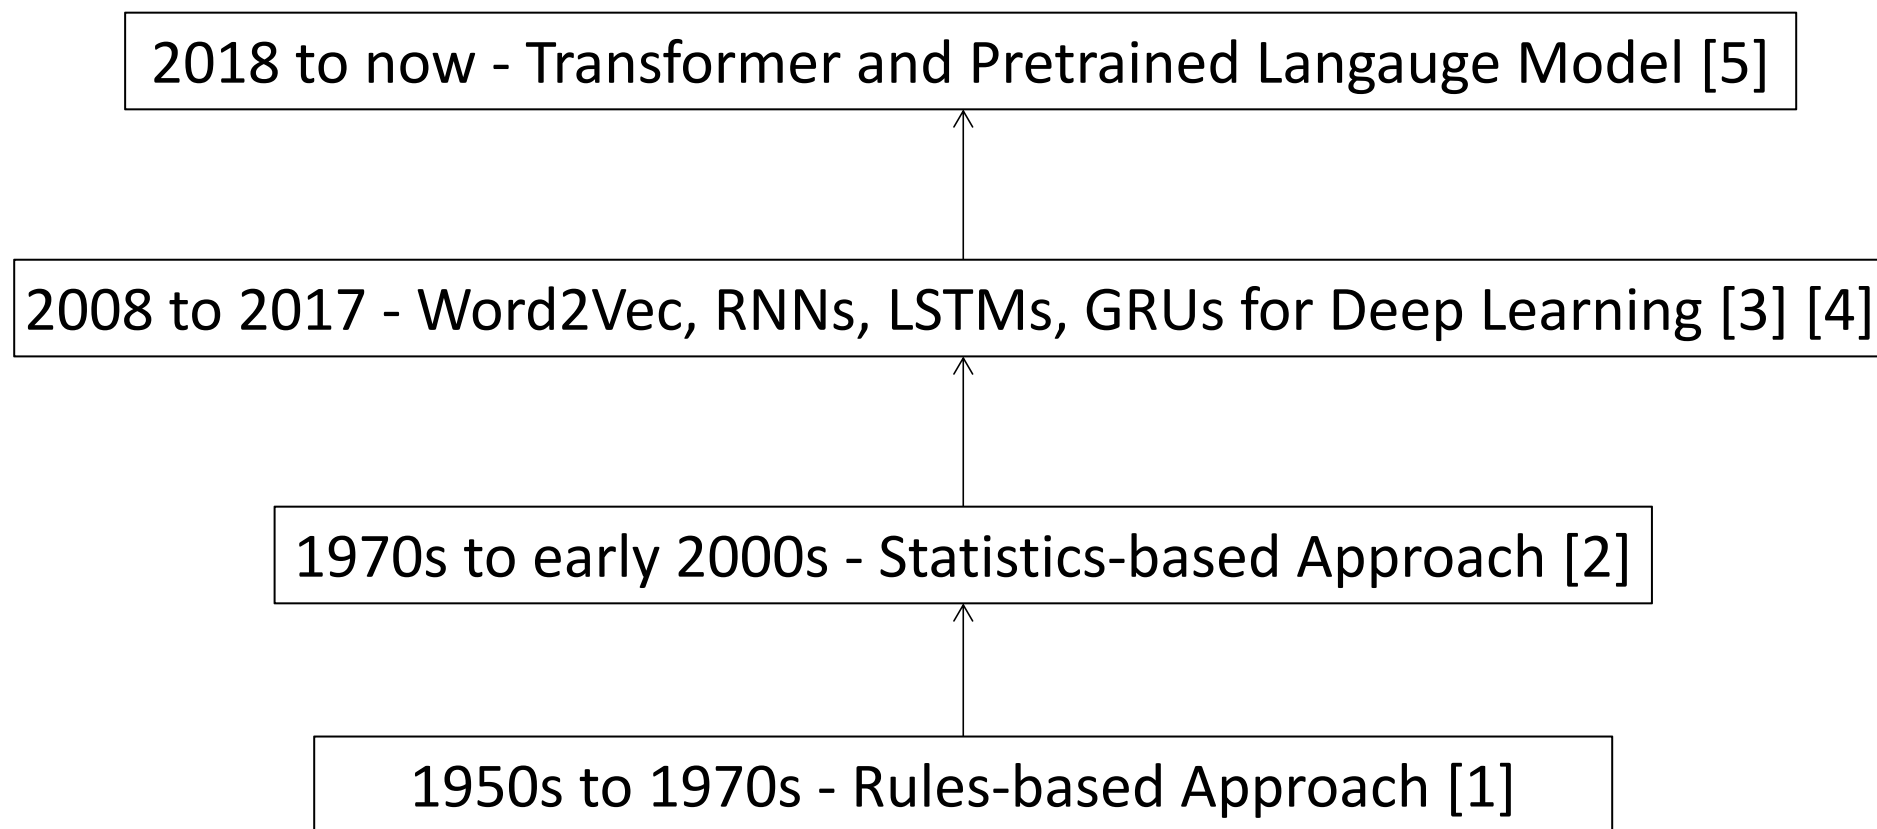 2018 to now - Transformer and Pretrained Langauge Model [5]
2008 to 2017 - Word2Vec, RNNs, LSTMs, GRUs for Deep Learning [3] [4]
1970s to early 2000s - Statistics-based Approach [2]
1950s to 1970s - Rules-based Approach [1]